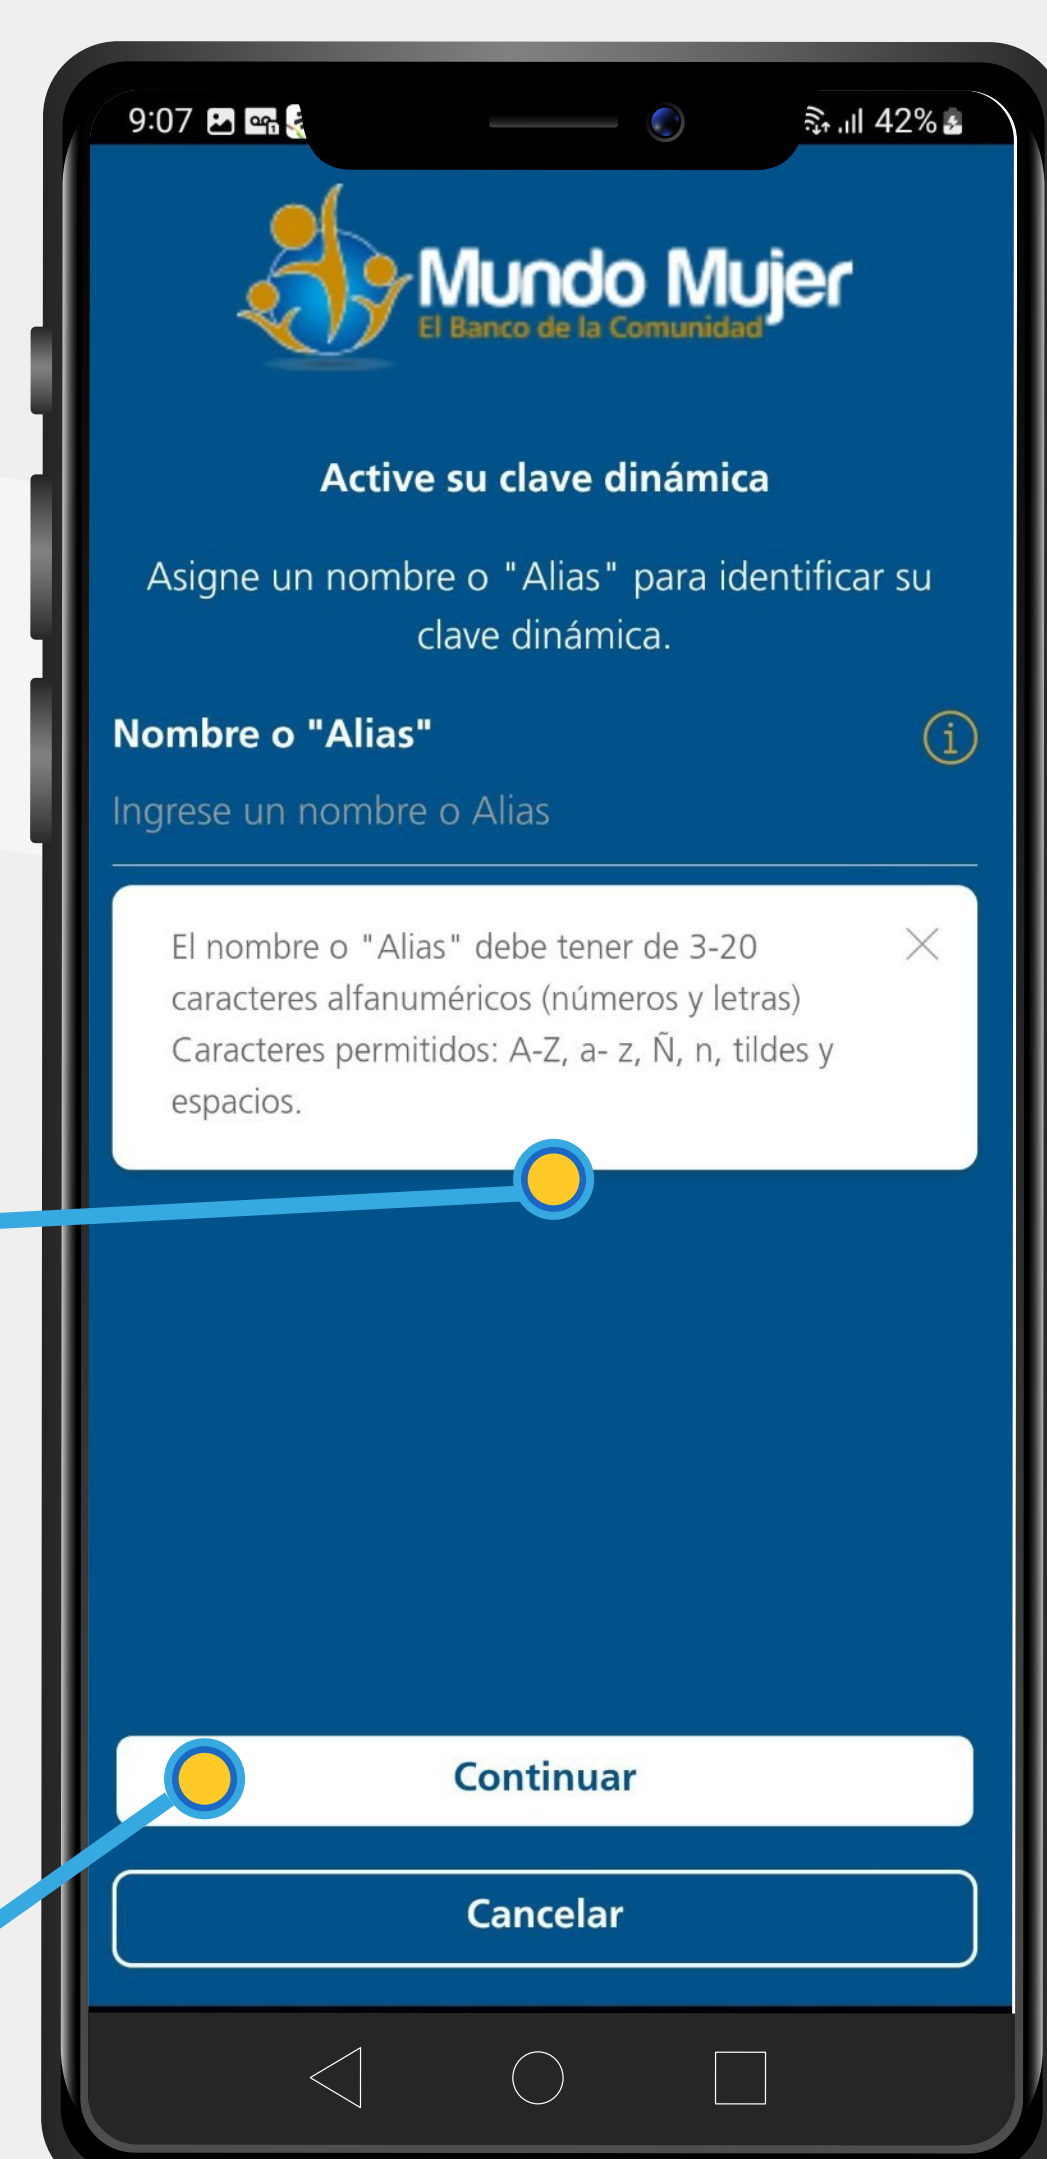 9:07
42%
Mundo Mujer
El Banco de la Comunidad
Active su clave dinámica
Asigne un nombre o "Alias" para identificar su
clave dinámica.
Nombre o "Alias"
i
Ingrese un nombre o Alias
El nombre o "Alias" debe tener de 3-20
caracteres alfanuméricos (números y letras)
Caracteres permitidos: A-Z, a- z, Ñ, n, tildes y
espacios.
Continuar
Cancelar